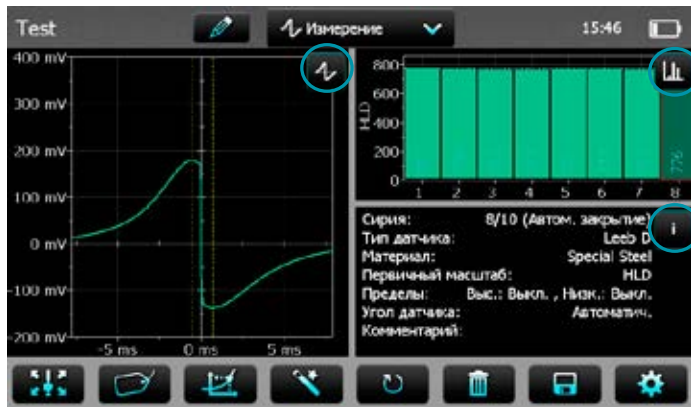 Test
Измерение
15:46
400 mV
300 mV
200 mV
100 mV
0 mV
-100 mV
-200 mV
-5 ms 0 ms 5 ms
HLD
800
600
400
200
0
1 2 3 4 5 6 7 8
776
Сирия: 8/10 (Автом. закрытие)
i
Тип датчика: Leeb D
Материал: Special Steel
Первичный масштаб: HLD
Пределы: Выс.: Выкл. , Низк.: Выкл.
Угол датчика: Автоматич.
Комментарий: